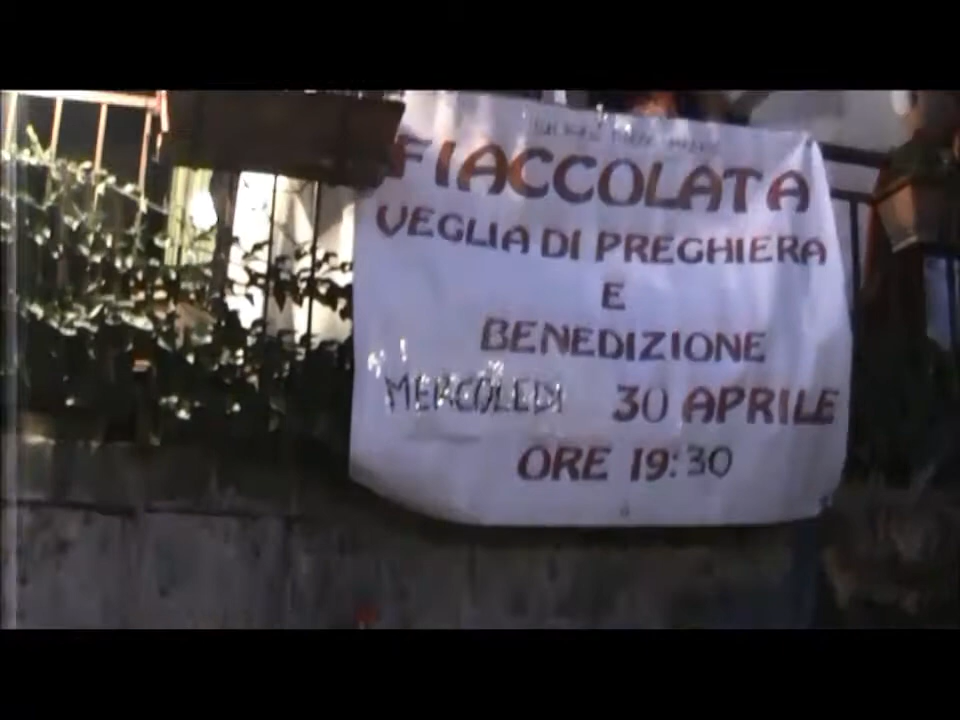 FIACCOLATA
VEGLIA DI PREGHIERA
E
BENEDIZIONE
MERCOLEDI 30 APRILE
ORE 19:30